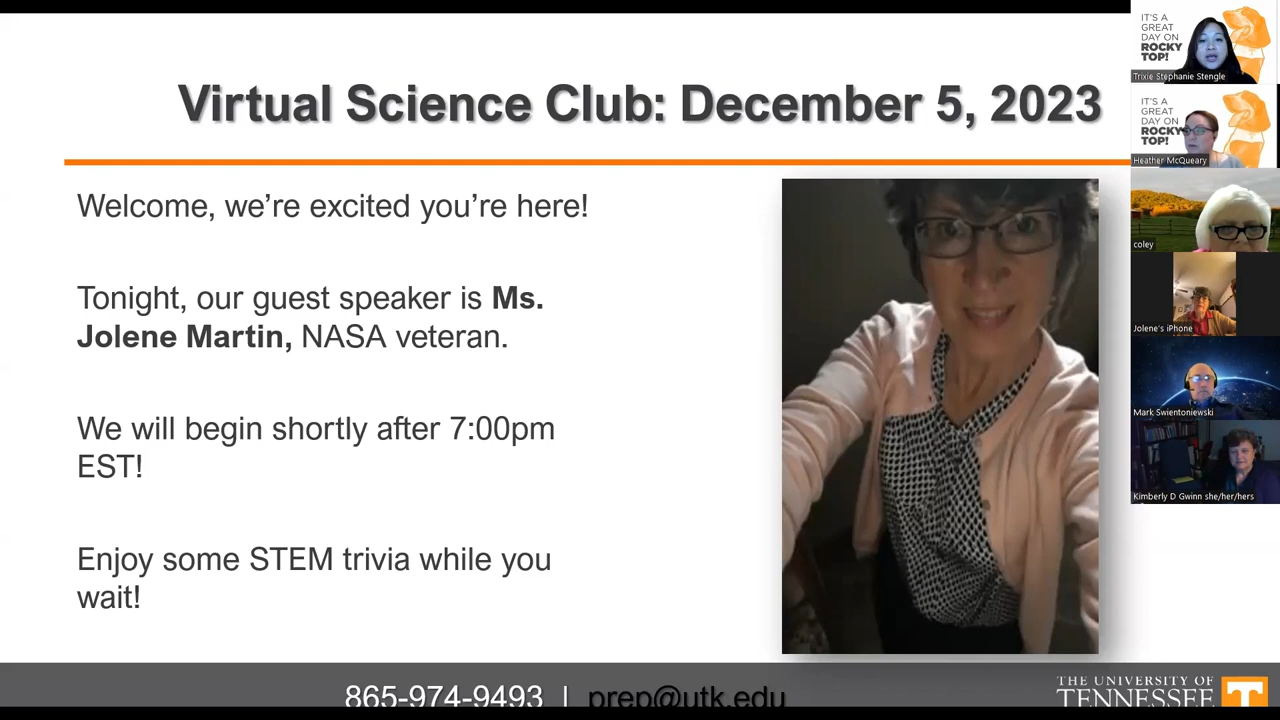 Virtual Science Club: December 5, 2023
Welcome, we’re excited you’re here!
Tonight, our guest speaker is Ms.
Jolene Martin, NASA veteran.
We will begin shortly after 7:00pm
EST!
Enjoy some STEM trivia while you
wait!
865-974-9493 | prep@utk.edu
THE UNIVERSITY OF
TENNESSEE
T
IT'S A
GREAT
DAY ON
ROCKY
TOP!
Trixie Stephanie Stengle
IT'S A
GREAT
DAY ON
ROCKY
TOP!
Heather McQueary
coley
Jolene's iPhone
Mark Swientoniewski
Kimberly D Gwinn she/her/hers